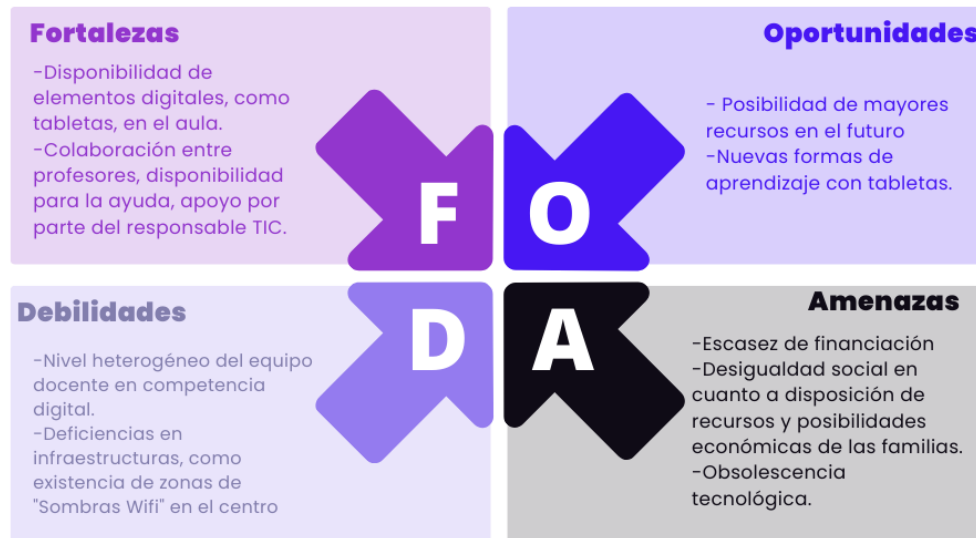 Fortalezas
-Disponibilidad de
elementos digitales, como
tabletas, en el aula.
-Colaboración entre
profesores, disponibilidad
para la ayuda, apoyo por
parte del responsable TIC.
F
Oportunidades
- Posibilidad de mayores
recursos en el futuro
-Nuevas formas de
aprendizaje con tabletas.
O
Debilidades
-Nivel heterogéneo del equipo
docente en competencia
digital.
-Deficiencias en
infraestructuras, como
existencia de zonas de
"Sombras Wifi" en el centro
D
Amenazas
-Escasez de financiación
-Desigualdad social en
cuanto a disposición de
recursos y posibilidades
económicas de las familias.
-Obsolescencia
tecnológica.
A